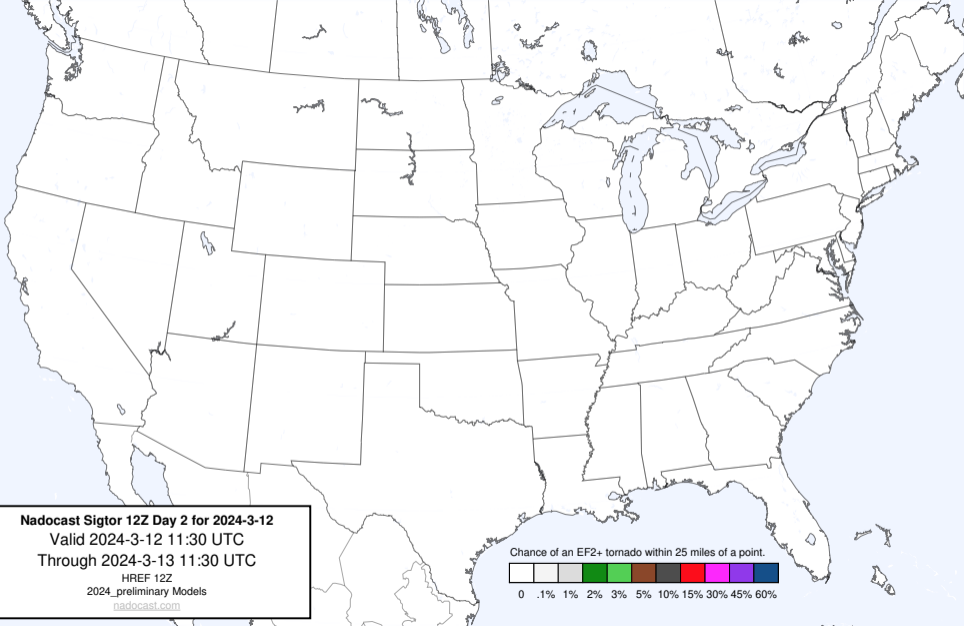 Nadocast Sigtor 12Z Day 2 for 2024-3-12
Valid 2024-3-12 11:30 UTC
Through 2024-3-13 11:30 UTC
HREF 12Z
2024_preliminary Models
nadocast.com
Chance of an EF2+ tornado within 25 miles of a point.
0 .1% 1% 2% 3% 5% 10% 15% 30% 45% 60%